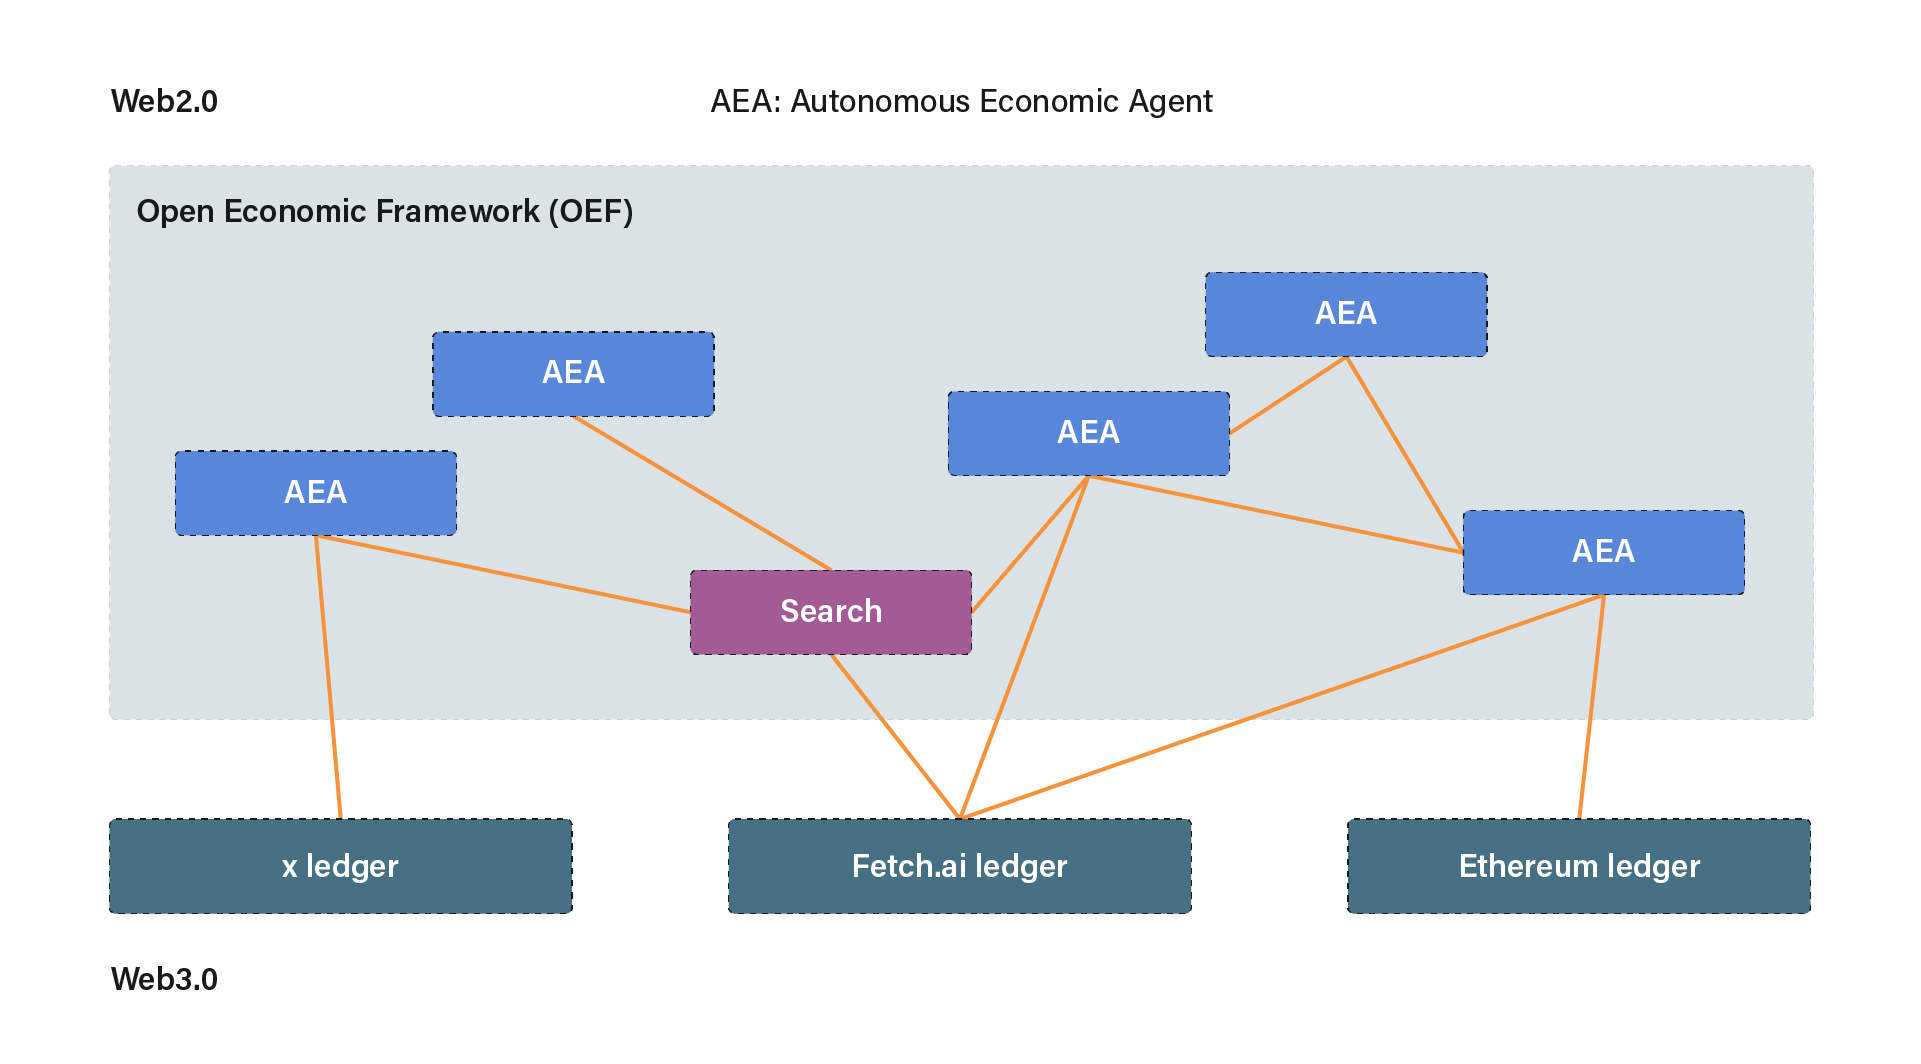 Web2.0
AEA: Autonomous Economic Agent
Open Economic Framework (OEF)
AEA
AEA
AEA
AEA
AEA
Search
x ledger
Fetch.ai ledger
Ethereum ledger
Web3.0